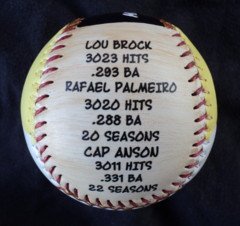 LOU BROCK
3023 HITS
.293 BA
RAFAEL PALMEIRO
3020 HITS
.288 BA
20 SEASONS
CAP ANSON
3011 HITS
.331 BA
22 SEASONS